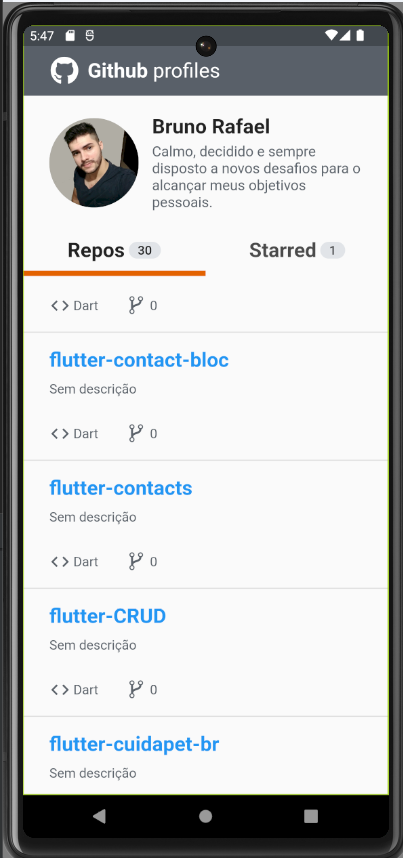 5:47
Github profiles
Bruno Rafael
Calmo, decidido e sempre
disposto a novos desafios para o
alcançar meus objetivos
pessoais.
Repos 30 Starred 1
Dart 0
flutter-contact-bloc
Sem descrição
Dart 0
flutter-contacts
Sem descrição
Dart 0
flutter-CRUD
Sem descrição
Dart 0
flutter-cuidapet-br
Sem descrição